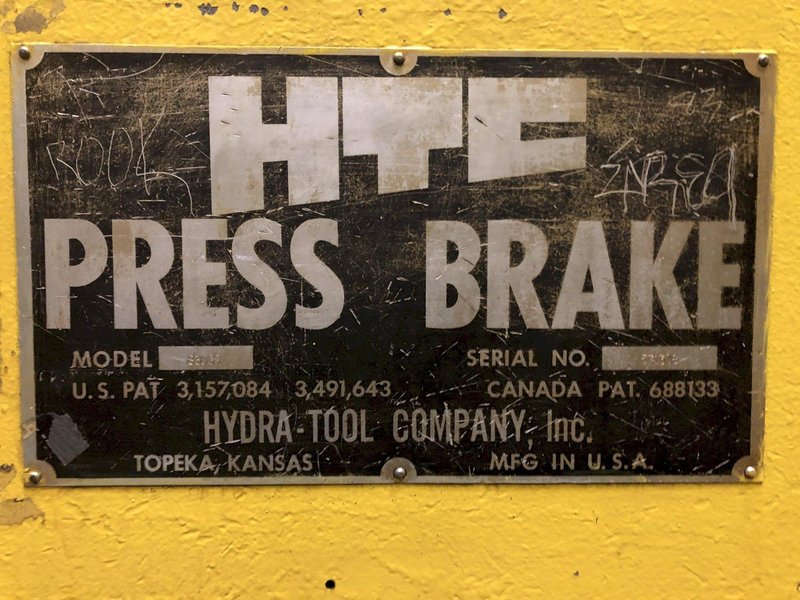 HTC
PRESS BRAKE
MODEL SERIAL NO.
U.S. PAT 3,157,084 3,491,643 CANADA PAT. 688133
HYDRA-TOOL COMPANY, Inc.
TOPEKA, KANSAS MFG IN U.S.A.